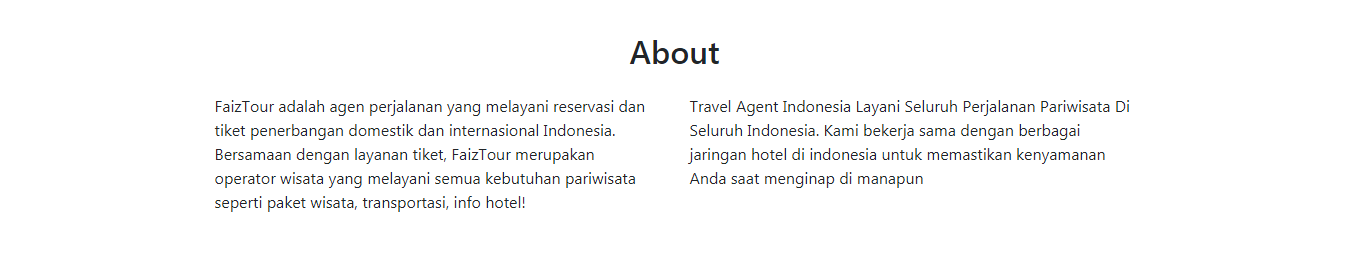 About
FaizTour adalah agen perjalanan yang melayani reservasi dan
tiket penerbangan domestik dan internasional Indonesia.
Bersamaan dengan layanan tiket, FaizTour merupakan
operator wisata yang melayani semua kebutuhan pariwisata
seperti paket wisata, transportasi, info hotel!
Travel Agent Indonesia Layani Seluruh Perjalanan Pariwisata Di
Seluruh Indonesia. Kami bekerja sama dengan berbagai
jaringan hotel di indonesia untuk memastikan kenyamanan
Anda saat menginap di manapun